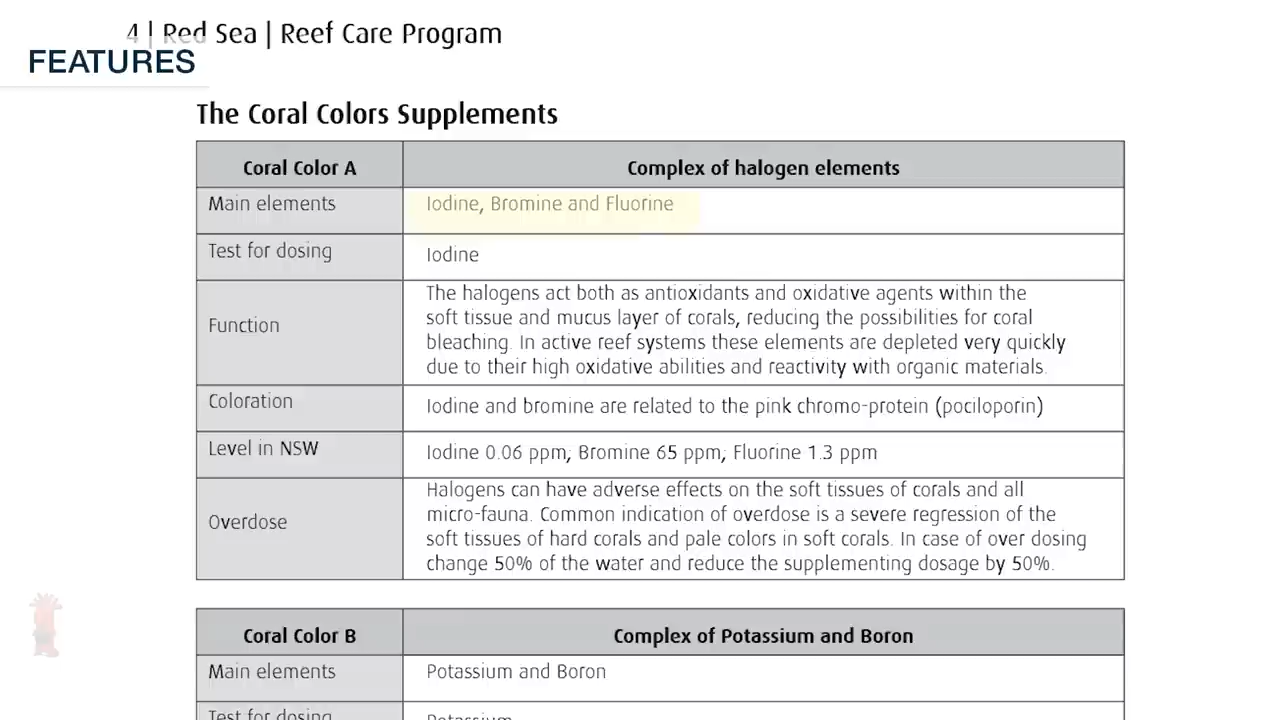 4 | Red Sea | Reef Care Program
FEATURES
The Coral Colors Supplements
Coral Color A
Complex of halogen elements
Main elements
Iodine, Bromine and Fluorine
Test for dosing
Iodine
Function
The halogens act both as antioxidants and oxidative agents within the
soft tissue and mucus layer of corals, reducing the possibilities for coral
bleaching. In active reef systems these elements are depleted very quickly
due to their high oxidative abilities and reactivity with organic materials.
Coloration
Iodine and bromine are related to the pink chromo-protein (pociloporin)
Level in NSW
Iodine 0.06 ppm, Bromine 65 ppm, Fluorine 1.3 ppm
Overdose
Halogens can have adverse effects on the soft tissues of corals and all
micro-fauna. Common indication of overdose is a severe regression of the
soft tissues of hard corals and pale colors in soft corals. In case of over dosing
change 50% of the water and reduce the supplementing dosage by 50%.
Coral Color B
Complex of Potassium and Boron
Main elements
Potassium and Boron
Test for dosing
Potassium